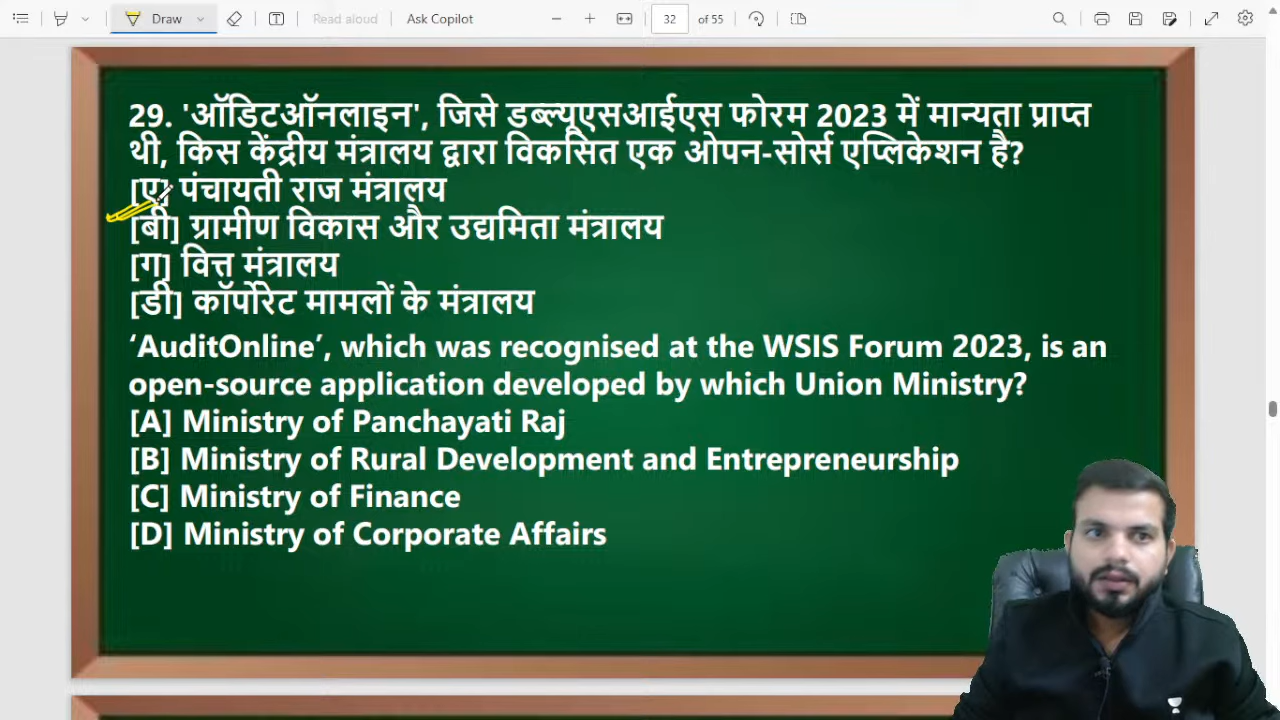 Draw
Read aloud
Ask Copilot
32
of 55
29. 'ऑडिटऑनलाइन', जिसे डब्ल्यूएसआईएस फोरम 2023 में मान्यता प्राप्त
थी, किस केंद्रीय मंत्रालय द्वारा विकसित एक ओपन-सोर्स एप्लिकेशन है?
[ए] पंचायती राज मंत्रालय
[बी] ग्रामीण विकास और उद्यमिता मंत्रालय
[ग] वित्त मंत्रालय
[डी] कॉर्पोरेट मामलों के मंत्रालय
‘AuditOnline’, which was recognised at the WSIS Forum 2023, is an
open-source application developed by which Union Ministry?
[A] Ministry of Panchayati Raj
[B] Ministry of Rural Development and Entrepreneurship
[C] Ministry of Finance
[D] Ministry of Corporate Affairs